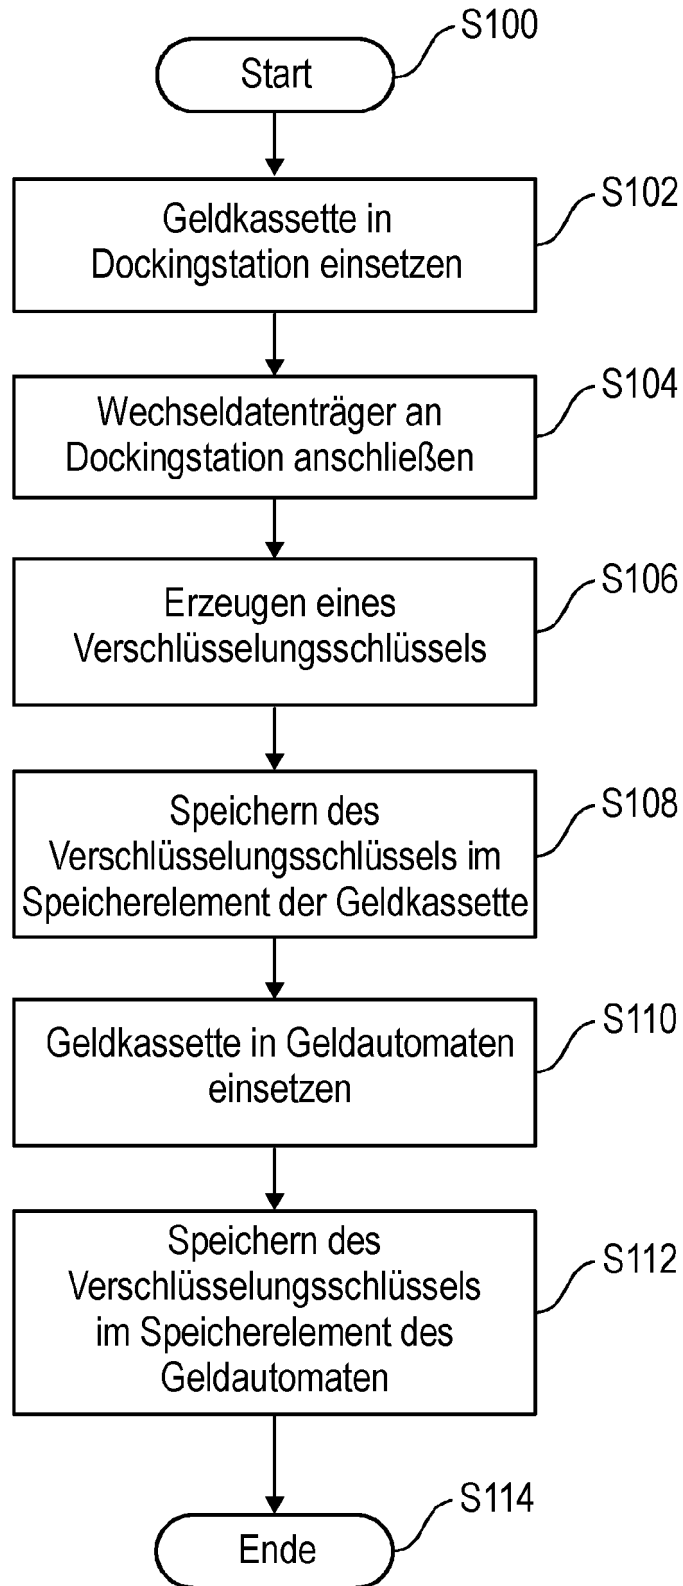 S100
Start
S102
Geldkassette in
Dockingstation einsetzen
S104
Wechseldatenträger an
Dockingstation anschließen
S106
Erzeugen eines
Verschlüsselungsschlüssels
S108
Speichern des
Verschlüsselungsschlüssels im
Speicherelement der Geldkassette
S110
Geldkassette in Geldautomaten
einsetzen
S112
Speichern des
Verschlüsselungsschlüssels
im Speicherelement des
Geldautomaten
S114
Ende